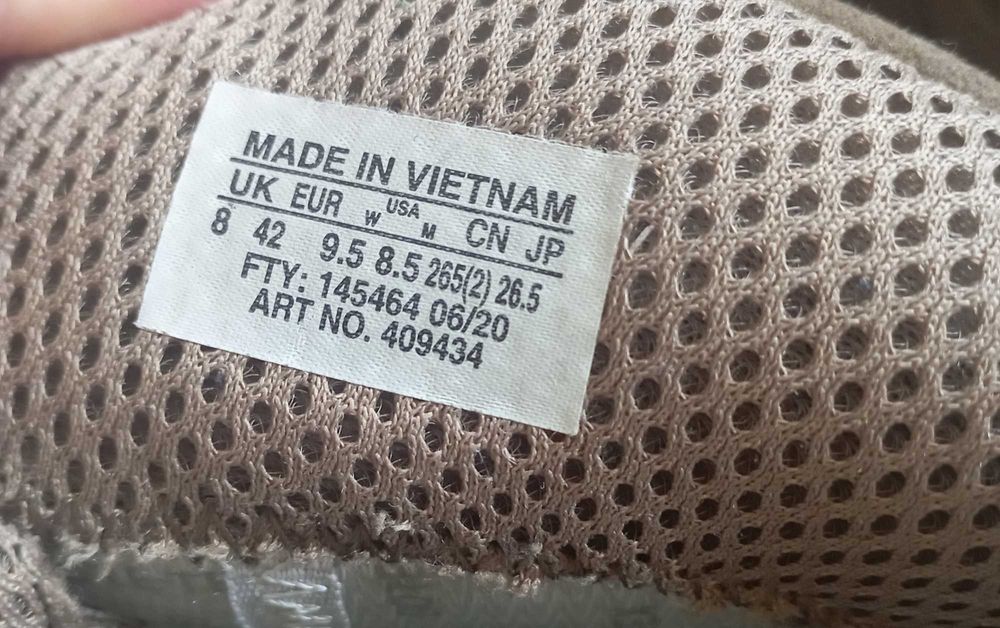 MADE IN VIETNAM
UK EUR W USA M CN JP
8 42 9.5 8.5 265(2) 26.5
FTY: 145464 06/20
ART NO. 409434